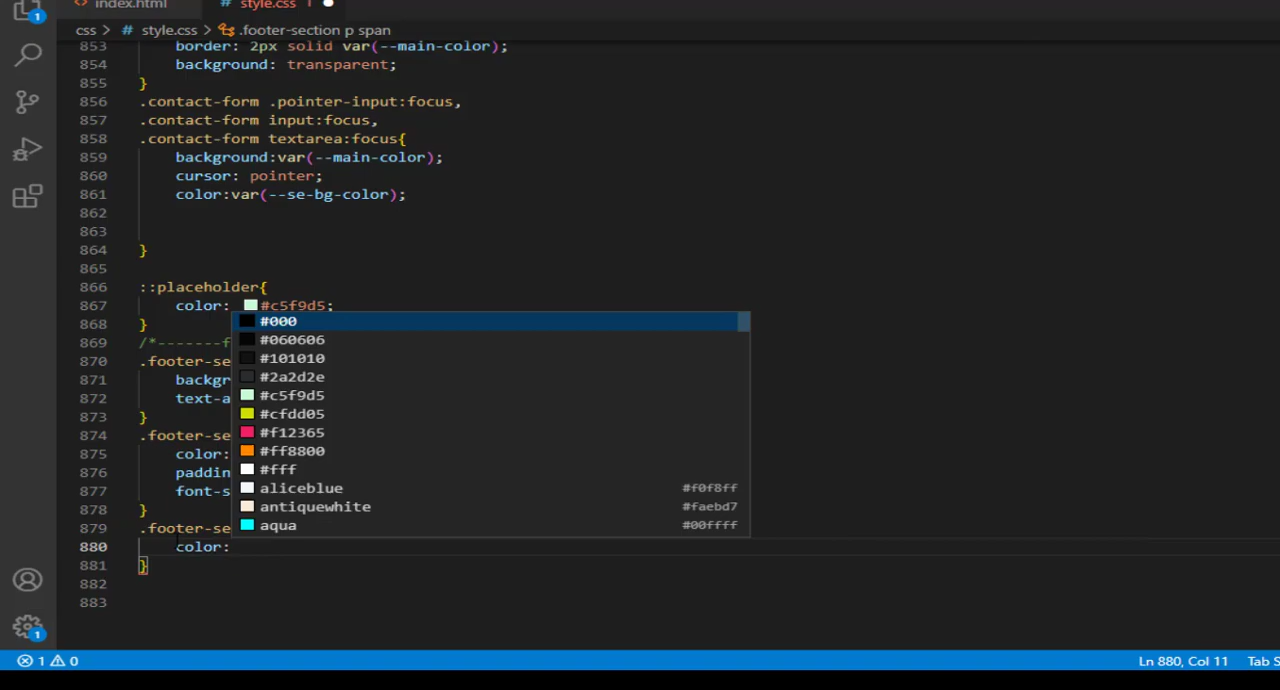 1
<> index.html
# style.css 1 ●
css > # style.css > .footer-section p span
853 border: 2px solid var(--main-color);
854 background: transparent;
855 }
856 .contact-form .pointer-input:focus,
857 .contact-form input:focus,
858 .contact-form textarea:focus{
859 background:var(--main-color);
860 cursor: pointer;
861 color:var(--se-bg-color);
862
863
864 }
865
866 ::placeholder{
867 color: #c5f9d5;
868 }
869 /*-------f
870 .footer-se
871 backgr
872 text-a
873 }
874 .footer-se
875 color:
876 paddin
877 font-s
878 }
879 .footer-se
880 color:
881 }
882
883
#000
#060606
#101010
#2a2d2e
#c5f9d5
#cfdd05
#f12365
#ff8800
#fff
aliceblue #f0f8ff
antiquewhite #faebd7
aqua #00ffff
1
1 0
Ln 880, Col 11 Tab S